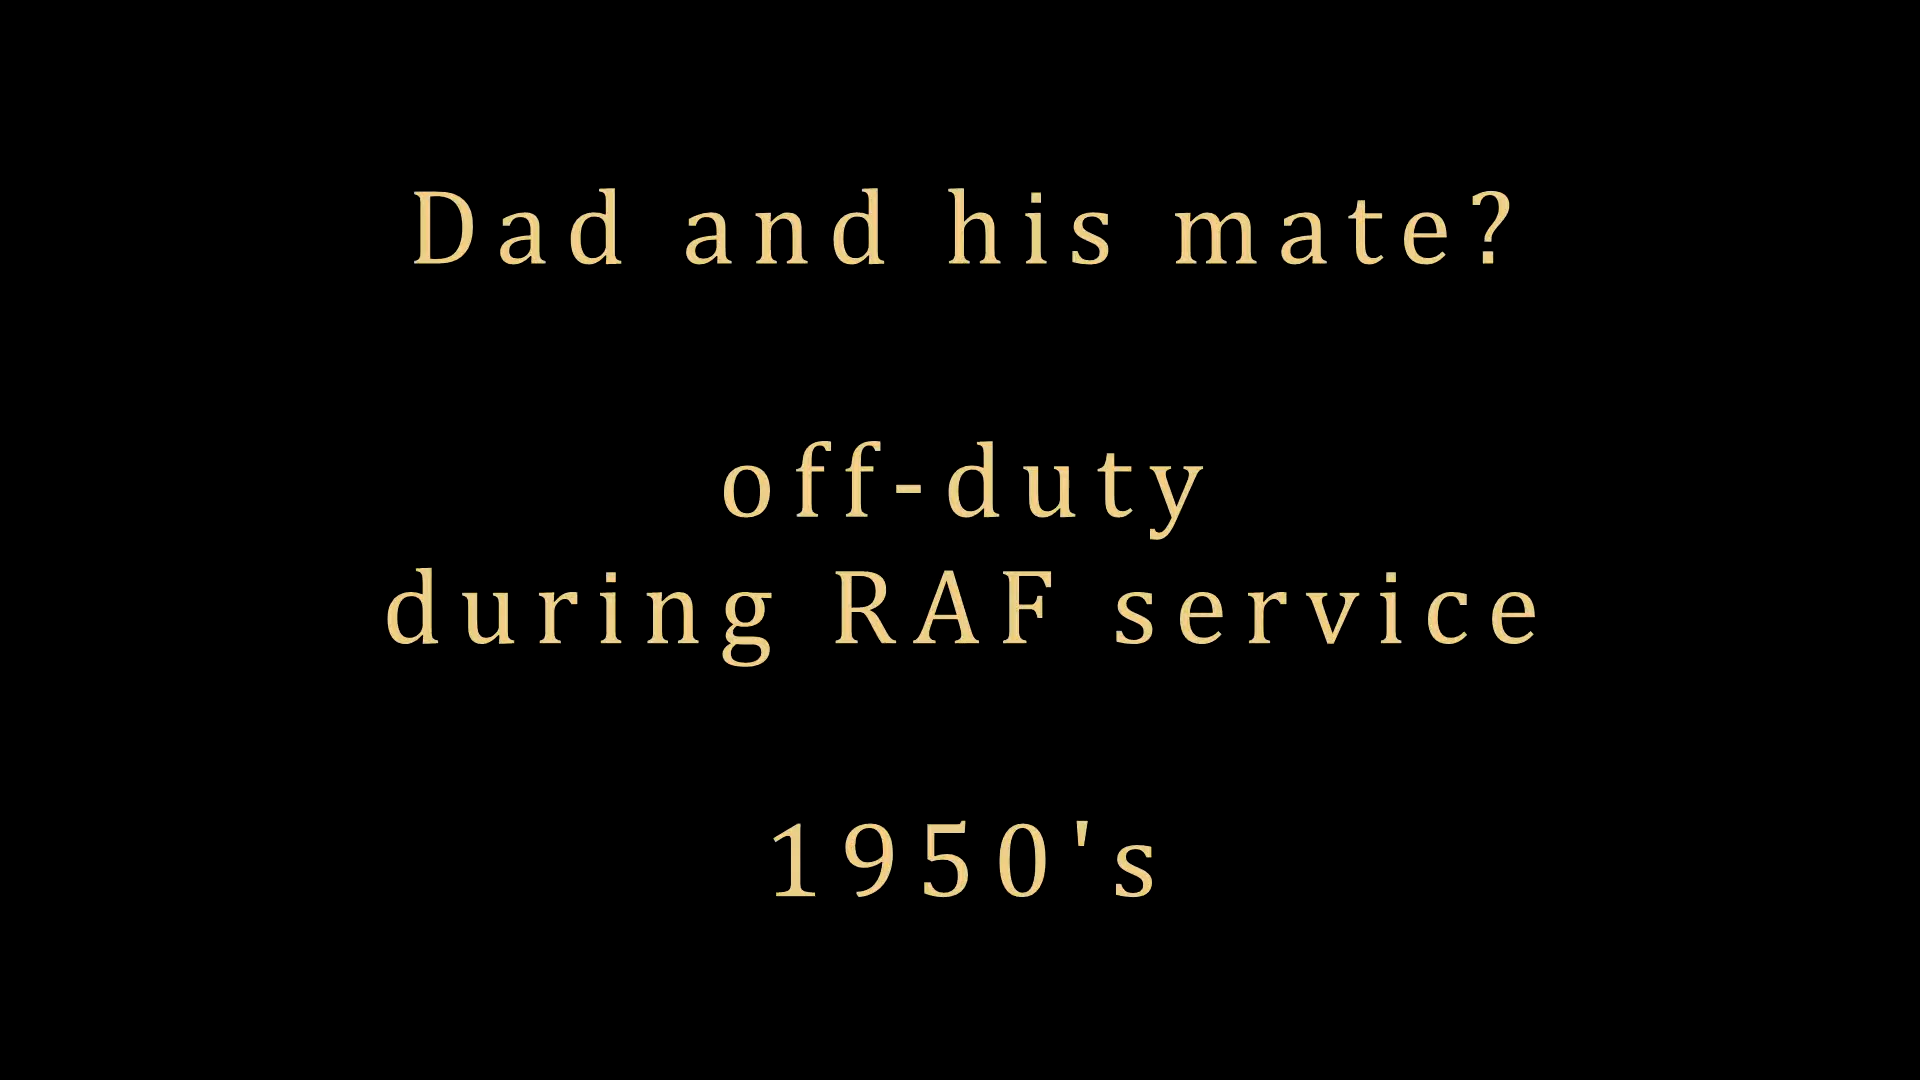 Dad and his mate?
off-duty
during RAF service
1950's